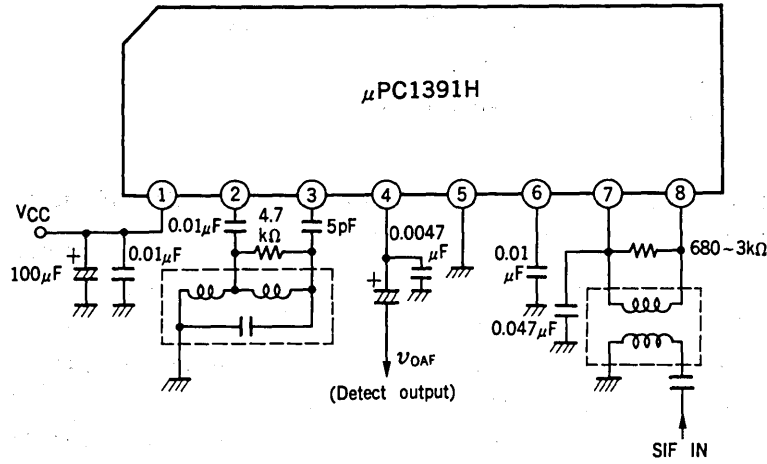 μPC1391H
1 2 3 4 5 6 7 8
VCC
0.01μF
4.7
kΩ
5pF
0.0047
μF
0.01
μF
680~3kΩ
+
100μF
0.01μF
+
0.047μF
υOAF
(Detect output)
SIF IN